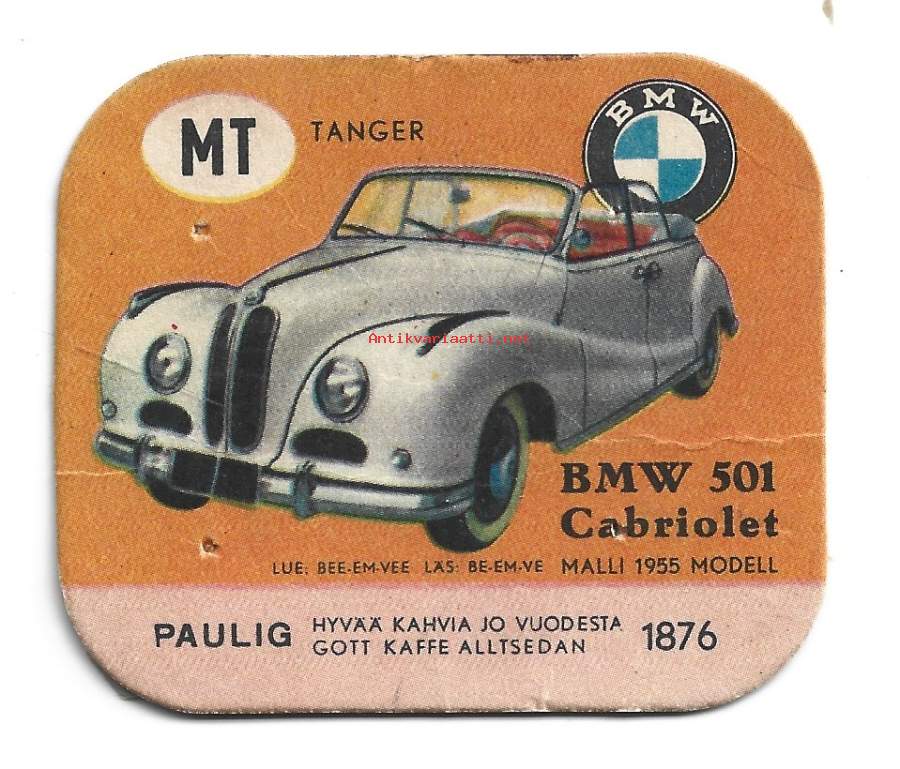 MT TANGER
BMW
Antikvariaatti.net
BMW 501
Cabriolet
LUE: BEE-EM-VEE LÄS: BE-EM-VE MALLI 1955 MODELL
PAULIG HYVÄÄ KAHVIA JO VUODESTA 1876
GOTT KAFFE ALLTSEDAN